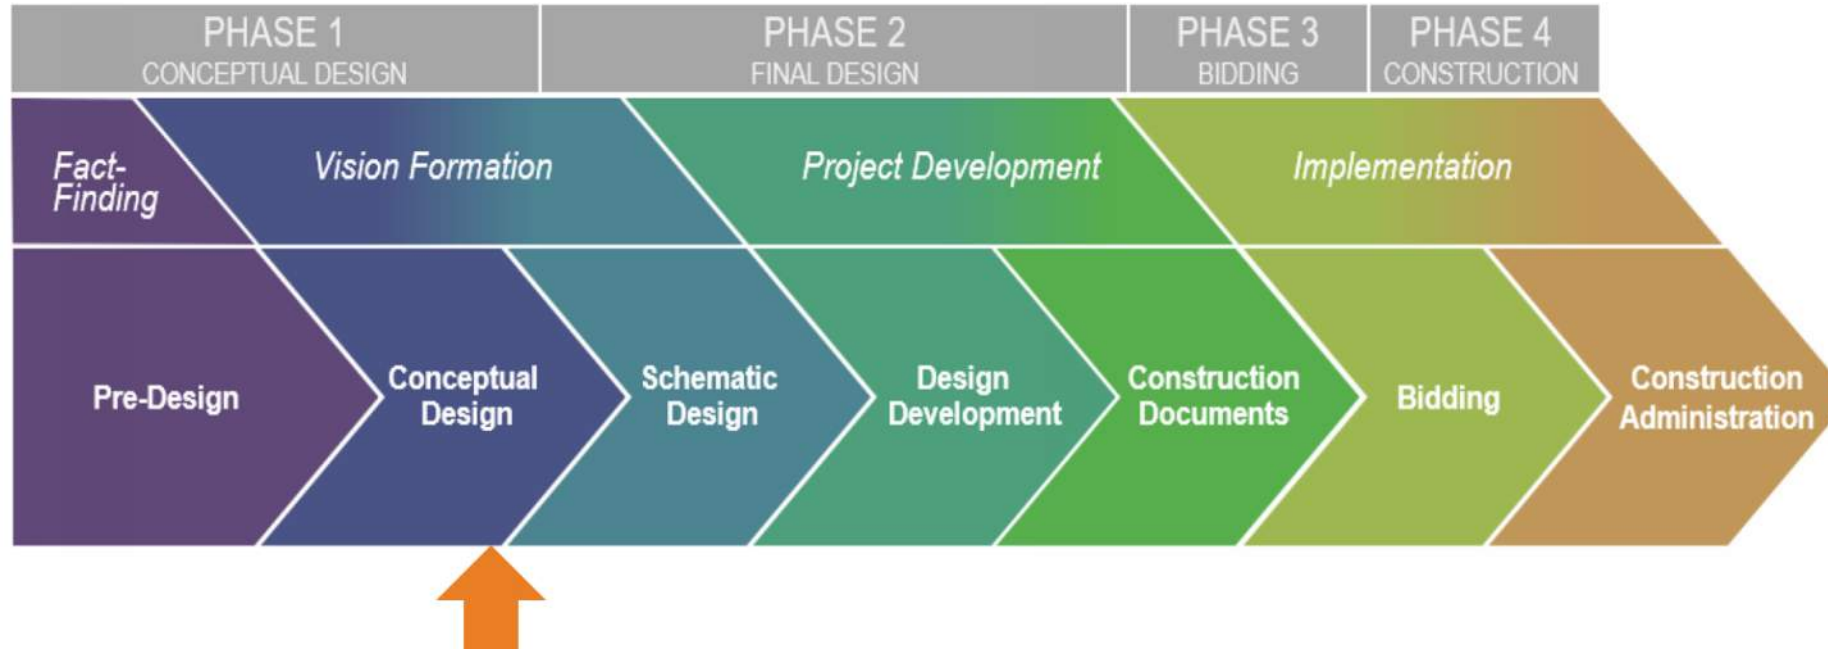 PHASE 1
CONCEPTUAL DESIGN
PHASE 2
FINAL DESIGN
PHASE 3
BIDDING
PHASE 4
CONSTRUCTION
Fact-
Finding
Vision Formation
Project Development
Implementation
Pre-Design
Conceptual
Design
Schematic
Design
Design
Development
Construction
Documents
Bidding
Construction
Administration